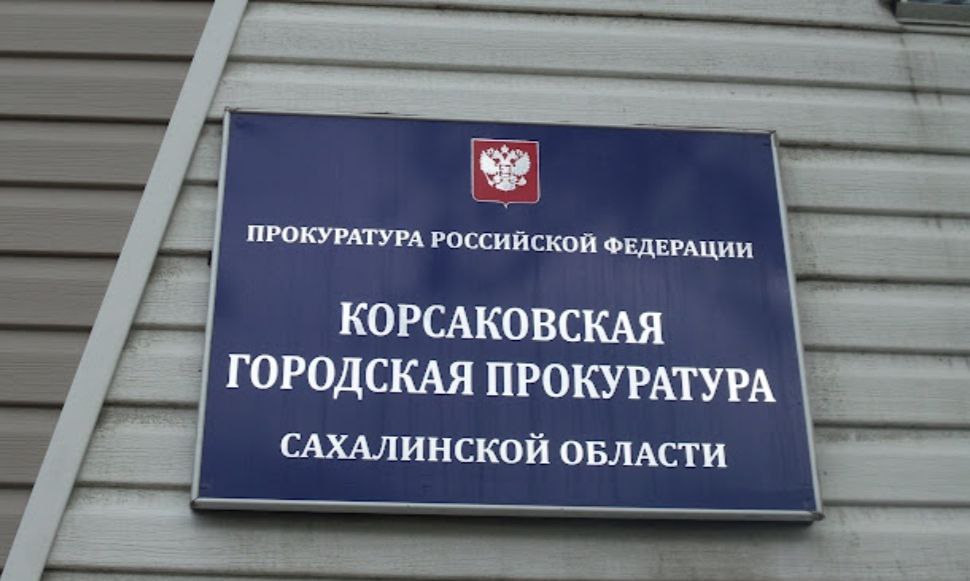 ПРОКУРАТУРА РОССИЙСКОЙ ФЕДЕРАЦИИ
КОРСАКОВСКАЯ
ГОРОДСКАЯ ПРОКУРАТУРА
САХАЛИНСКОЙ ОБЛАСТИ